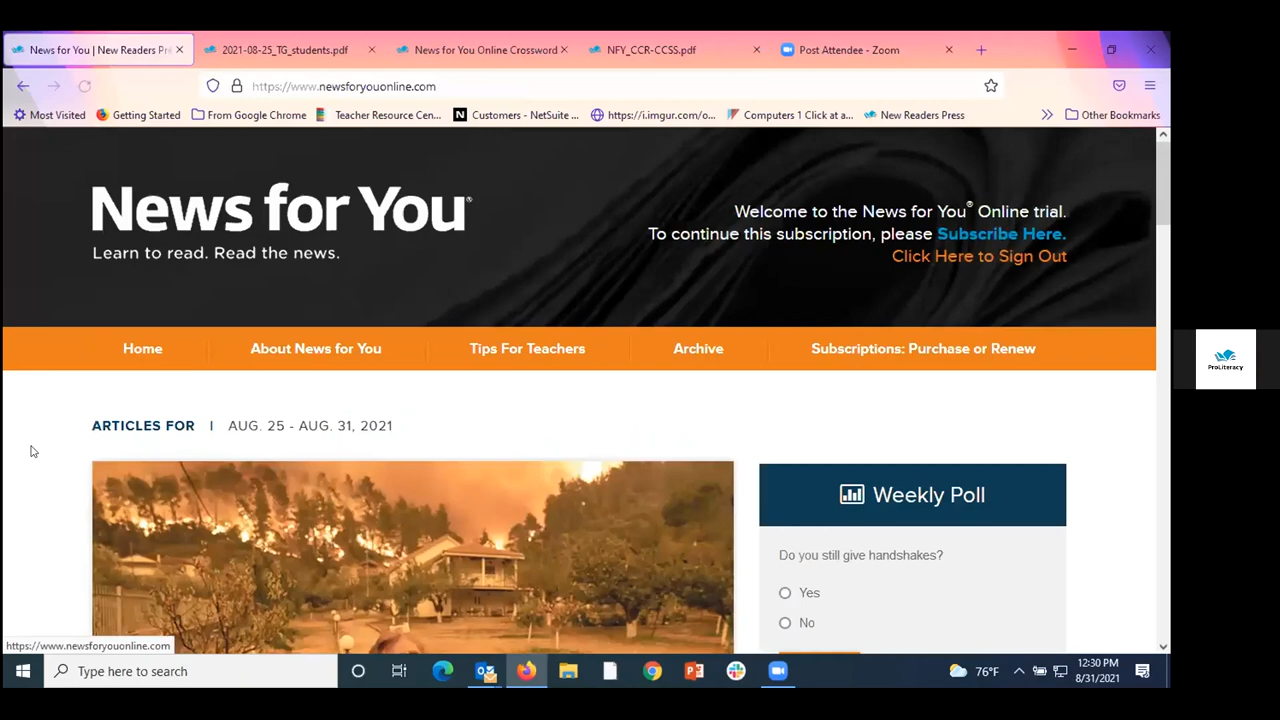 News for You | New Readers Pr
2021-08-25_TG_students.pdf
News for You Online Crossword
NFY_CCR-CCSS.pdf
Post Attendee - Zoom
https://www.newsforyouonline.com
Most Visited
Getting Started
From Google Chrome
Teacher Resource Cen...
N
Customers - NetSuite ...
https://i.imgur.com/o...
Computers 1 Click at a...
New Readers Press
Other Bookmarks
News for You®
Learn to read. Read the news.
Welcome to the News for You® Online trial.
To continue this subscription, please Subscribe Here.
Click Here to Sign Out
Home
About News for You
Tips For Teachers
Archive
Subscriptions: Purchase or Renew
ARTICLES FOR | AUG. 25 - AUG. 31, 2021
Weekly Poll
Do you still give handshakes?
Yes
No
ProLiteracy
https://www.newsforyouonline.com
Type here to search
76°F
12:30 PM
8/31/2021